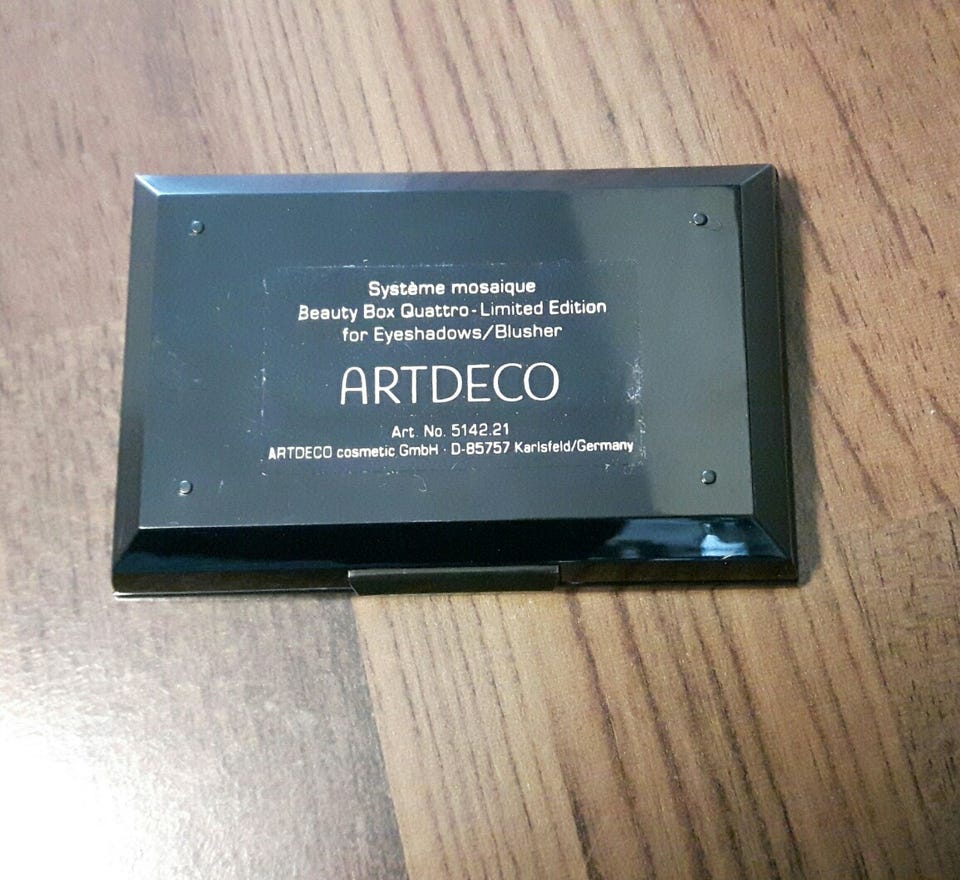 Système mosaique
Beauty Box Quattro - Limited Edition
for Eyeshadows/Blusher
ARTDECO
Art. No. 5142.21
ARTDECO cosmetic GmbH · D-85757 Karlsfeld/Germany